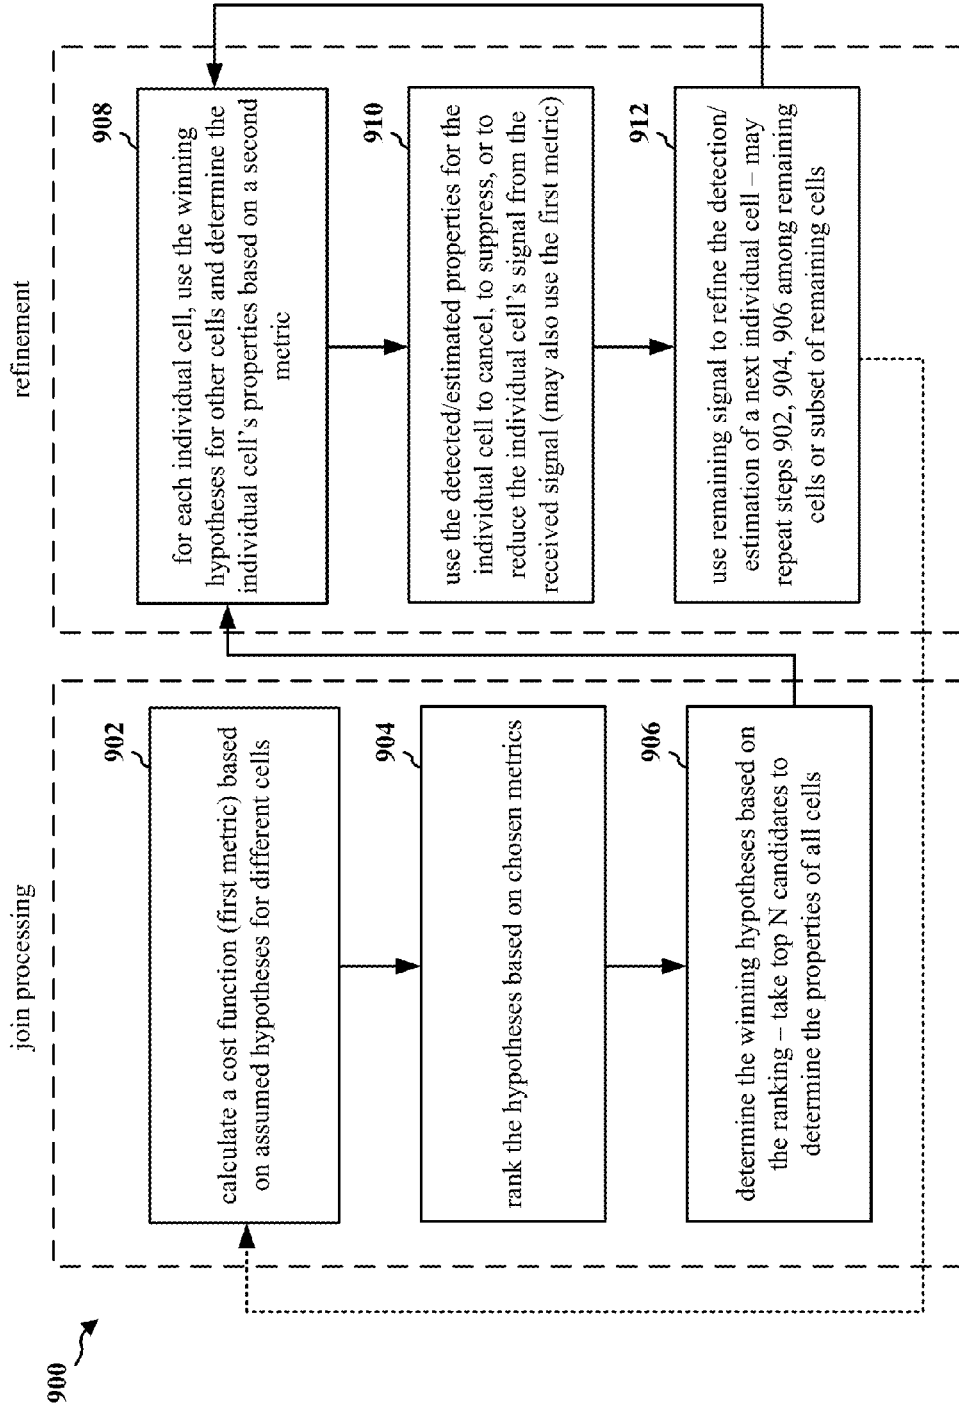 900
join processing
902
calculate a cost function (first metric) based
on assumed hypotheses for different cells
904
rank the hypotheses based on chosen metrics
906
determine the winning hypotheses based on
the ranking – take top N candidates to
determine the properties of all cells
refinement
908
for each individual cell, use the winning
hypotheses for other cells and determine the
individual cell's properties based on a second
metric
910
use the detected/estimated properties for the
individual cell to cancel, to suppress, or to
reduce the individual cell's signal from the
received signal (may also use the first metric)
912
use remaining signal to refine the detection/
estimation of a next individual cell – may
repeat steps 902, 904, 906 among remaining
cells or subset of remaining cells